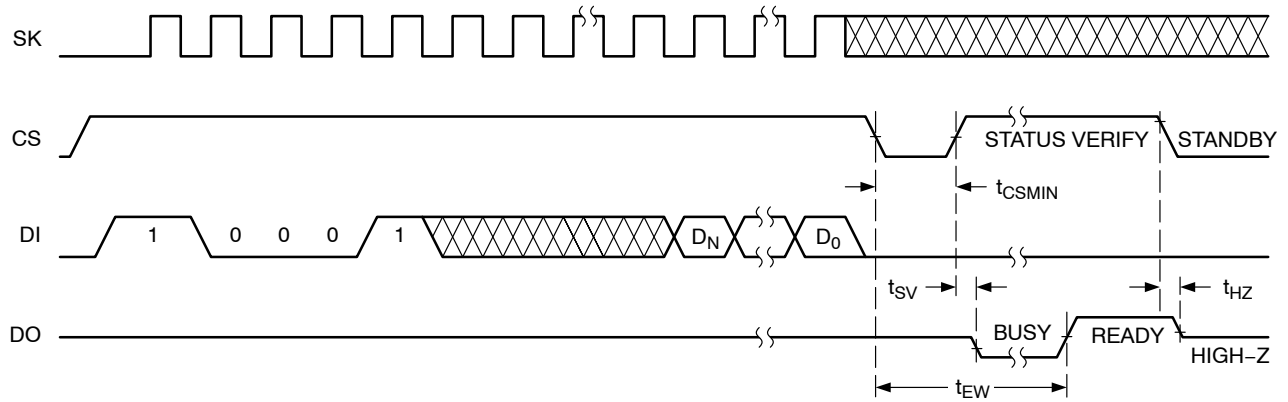 SK
CS
STATUS VERIFY
STANDBY
tCSMIN
DI
1 0 0 0 1 DN D0
tSV
tHZ
DO
BUSY
READY
HIGH–Z
tEW